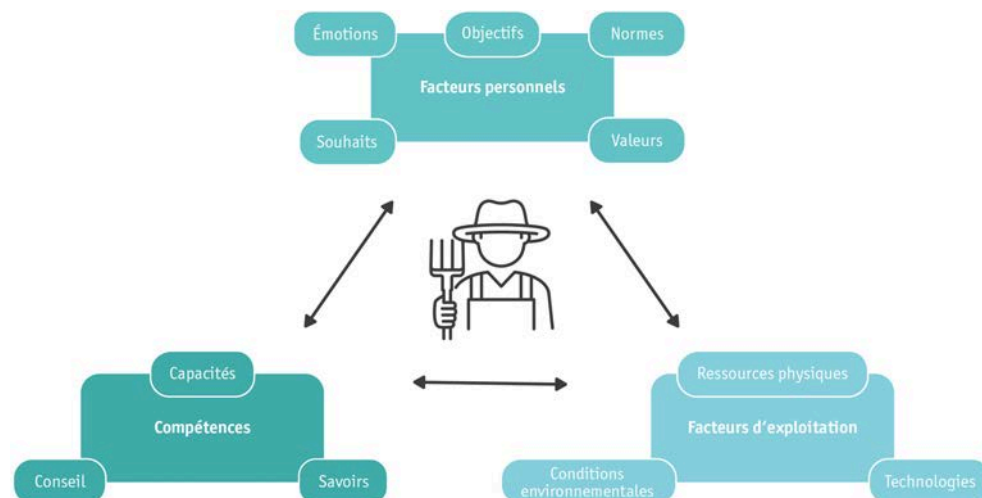 Émotions
Objectifs
Normes
Facteurs personnels
Souhaits
Valeurs
Capacités
Compétences
Conseil
Savoirs
Ressources physiques
Facteurs d’exploitation
Conditions
environnementales
Technologies